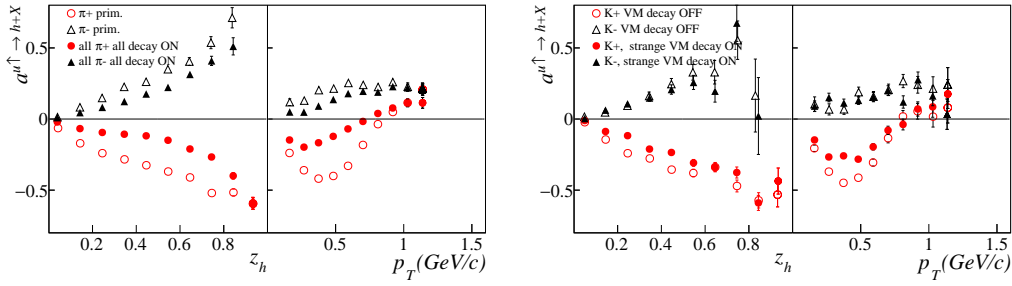 a^{u↑ → h+X}
π+ prim.
π- prim.
all π+ all decay ON
all π- all decay ON
0.5
0
−0.5
0.2 0.4 0.6 0.8
z_h
0 0.5 1 1.5
p_T (GeV/c)
a^{u↑ → h+X}
K+ VM decay OFF
K- VM decay OFF
K+, strange VM decay ON
K-, strange VM decay ON
0.5
0
−0.5
0.2 0.4 0.6 0.8
z_h
0 0.5 1 1.5
p_T (GeV/c)